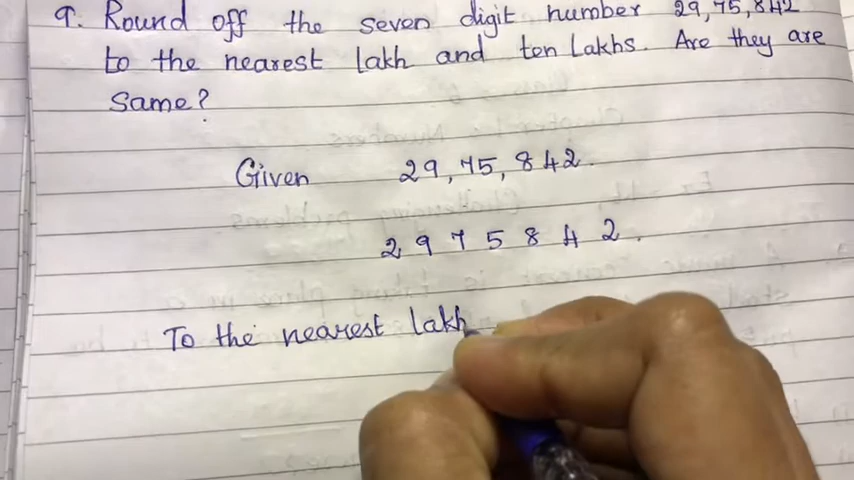 9. Round off the seven digit number 29,75,842
to the nearest lakh and ten Lakhs. Are they are
same?
Given 29,75,842.
2 9 7 5 8 4 2.
To the nearest lakh